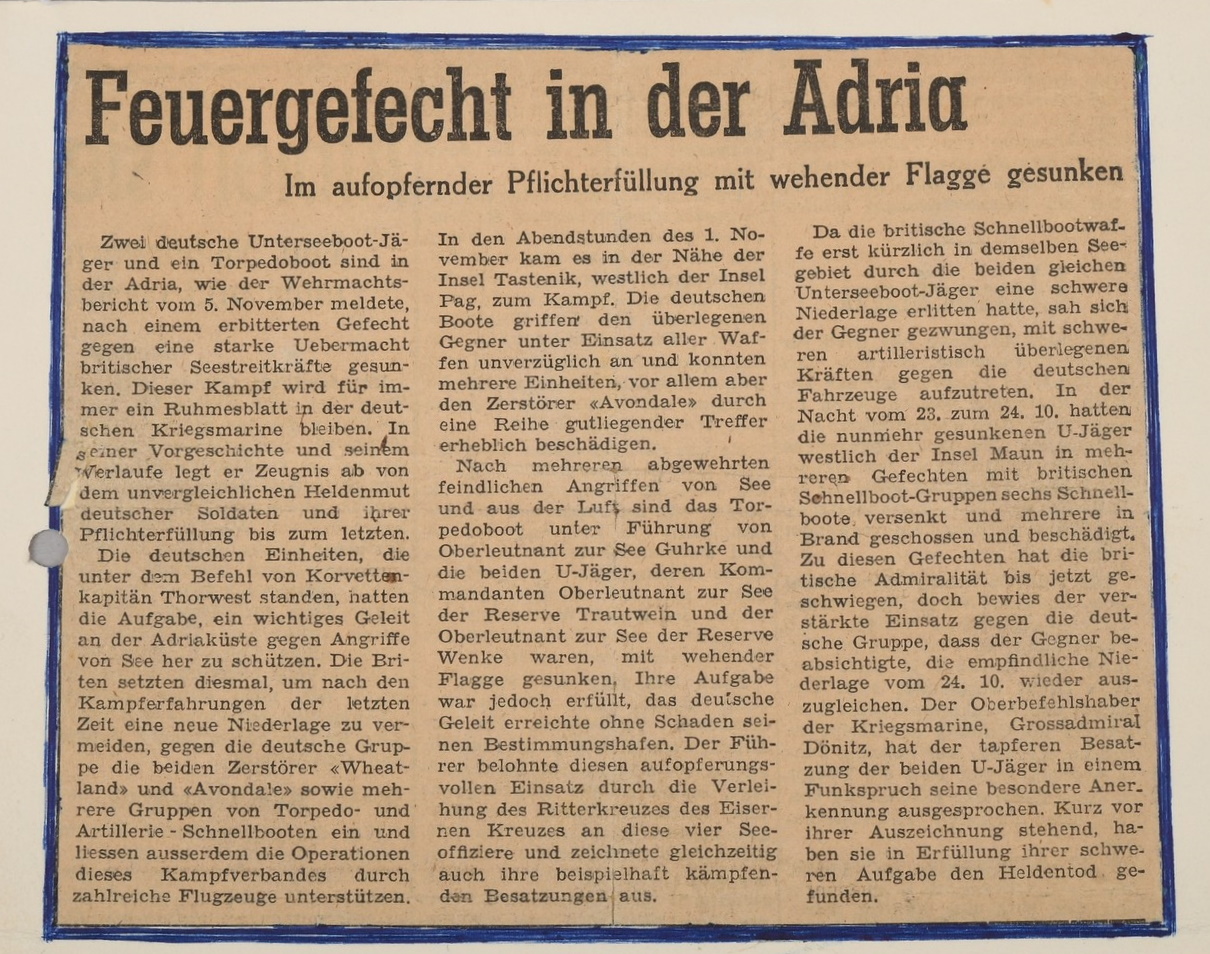 Feuergefecht in der Adria
Im aufopfernder Pflichterfüllung mit wehender Flagge gesunken
Zwei deutsche Unterseeboot-Jä-
ger und ein Torpedoboot sind in
der Adria, wie der Wehrmachts-
bericht vom 5. November meldete,
nach einem erbitterten Gefecht
gegen eine starke Uebermacht
britischer Seestreitkräfte gesun-
ken. Dieser Kampf wird für im-
mer ein Ruhmesblatt in der deut-
schen Kriegsmarine bleiben. In
seiner Vorgeschichte und seinem
Verlaufe legt er Zeugnis ab von
dem unvergleichlichen Heldenmut
deutscher Soldaten und ihrer
Pflichterfüllung bis zum letzten.
Die deutschen Einheiten, die
unter dem Befehl von Korvetten-
kapitän Thorwest standen, hatten
die Aufgabe, ein wichtiges Geleit
an der Adriaküste gegen Angriffe
von See her zu schützen. Die Bri-
ten setzten diesmal, um nach den
Kampferfahrungen der letzten
Zeit eine neue Niederlage zu ver-
meiden, gegen die deutsche Grup-
pe die beiden Zerstörer «Wheat-
land» und «Avondale» sowie meh-
rere Gruppen von Torpedo- und
Artillerie - Schnellbooten ein und
liessen ausserdem die Operationen
dieses Kampfverbandes durch
zahlreiche Flugzeuge unterstützen.
In den Abendstunden des 1. No-
vember kam es in der Nähe der
Insel Tastenik, westlich der Insel
Pag, zum Kampf. Die deutschen
Boote griffen den überlegenen
Gegner unter Einsatz aller Waf-
fen unverzüglich an und konnten
mehrere Einheiten, vor allem aber
den Zerstörer «Avondale» durch
eine Reihe gutliegender Treffer
erheblich beschädigen.
Nach mehreren abgewehrten
feindlichen Angriffen von See
und aus der Luft sind das Tor-
pedoboot unter Führung von
Oberleutnant zur See Guhrke und
die beiden U-Jäger, deren Kom-
mandanten Oberleutnant zur See
der Reserve Trautwein und der
Oberleutnant zur See der Reserve
Wenke waren, mit wehender
Flagge gesunken. Ihre Aufgabe
war jedoch erfüllt, das deutsche
Geleit erreichte ohne Schaden sei-
nen Bestimmungshafen. Der Füh-
rer belohnte diesen aufopferungs-
vollen Einsatz durch die Verlei-
hung des Ritterkreuzes des Eiser-
nen Kreuzes an diese vier See-
offiziere und zeichnete gleichzeitig
auch ihre beispielhaft kämpfen-
den Besatzungen aus.
Da die britische Schnellbootwaf-
fe erst kürzlich in demselben See-
gebiet durch die beiden gleichen
Unterseeboot-Jäger eine schwere
Niederlage erlitten hatte, sah sich
der Gegner gezwungen, mit schwe-
ren artilleristisch überlegenen
Kräften gegen die deutschen
Fahrzeuge aufzutreten. In der
Nacht vom 23. zum 24. 10. hatten
die nunmehr gesunkenen U-Jäger
westlich der Insel Maun in meh-
reren Gefechten mit britischen
Schnellboot-Gruppen sechs Schnell-
boote versenkt und mehrere in
Brand geschossen und beschädigt.
Zu diesen Gefechten hat die bri-
tische Admiralität bis jetzt ge-
schwiegen, doch bewies der ver-
stärkte Einsatz gegen die deut-
sche Gruppe, dass der Gegner be-
absichtigte, die empfindliche Nie-
derlage vom 24. 10. wieder aus-
zugleichen. Der Oberbefehlshaber
der Kriegsmarine, Grossadmiral
Dönitz, hat der tapferen Besat-
zung der beiden U-Jäger in einem
Funkspruch seine besondere Aner-
kennung ausgesprochen. Kurz vor
ihrer Auszeichnung stehend, ha-
ben sie in Erfüllung ihrer schwe-
ren Aufgabe den Heldentod ge-
funden.